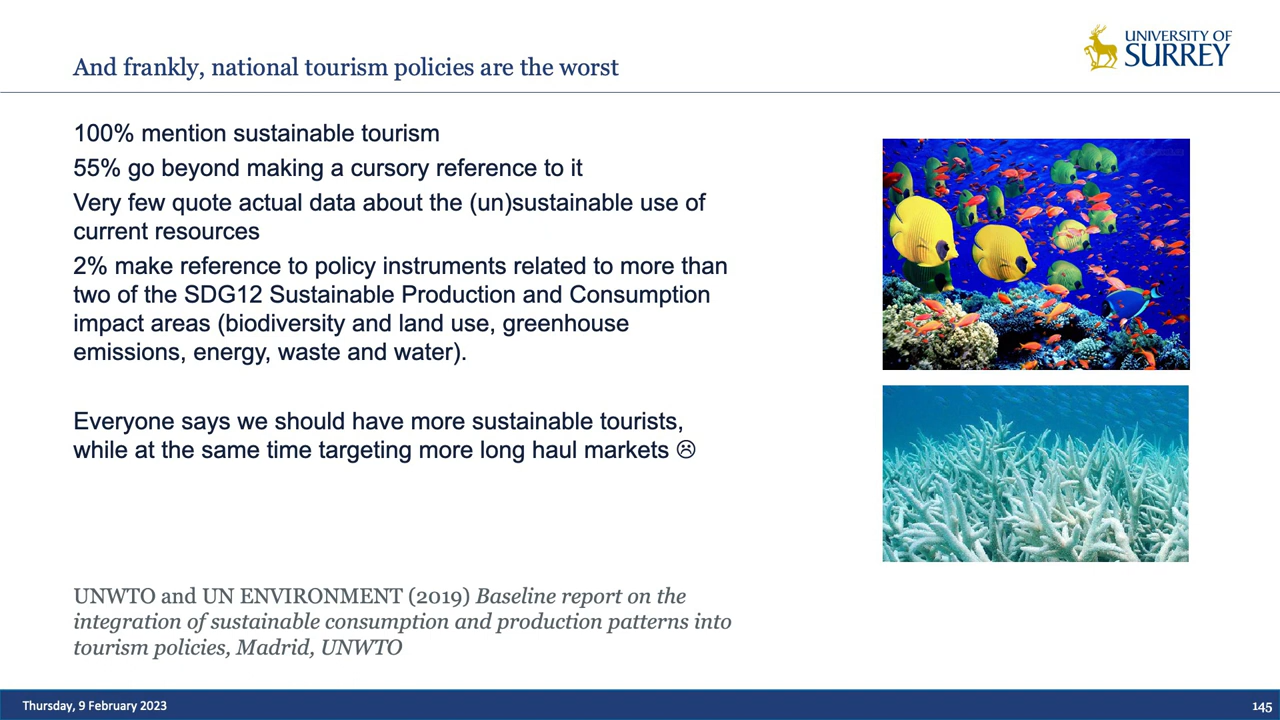 UNIVERSITY OF
SURREY
And frankly, national tourism policies are the worst
100% mention sustainable tourism
55% go beyond making a cursory reference to it
Very few quote actual data about the (un)sustainable use of
current resources
2% make reference to policy instruments related to more than
two of the SDG12 Sustainable Production and Consumption
impact areas (biodiversity and land use, greenhouse
emissions, energy, waste and water).
Everyone says we should have more sustainable tourists,
while at the same time targeting more long haul markets ☹
UNWTO and UN ENVIRONMENT (2019) Baseline report on the
integration of sustainable consumption and production patterns into
tourism policies, Madrid, UNWTO
Thursday, 9 February 2023
145